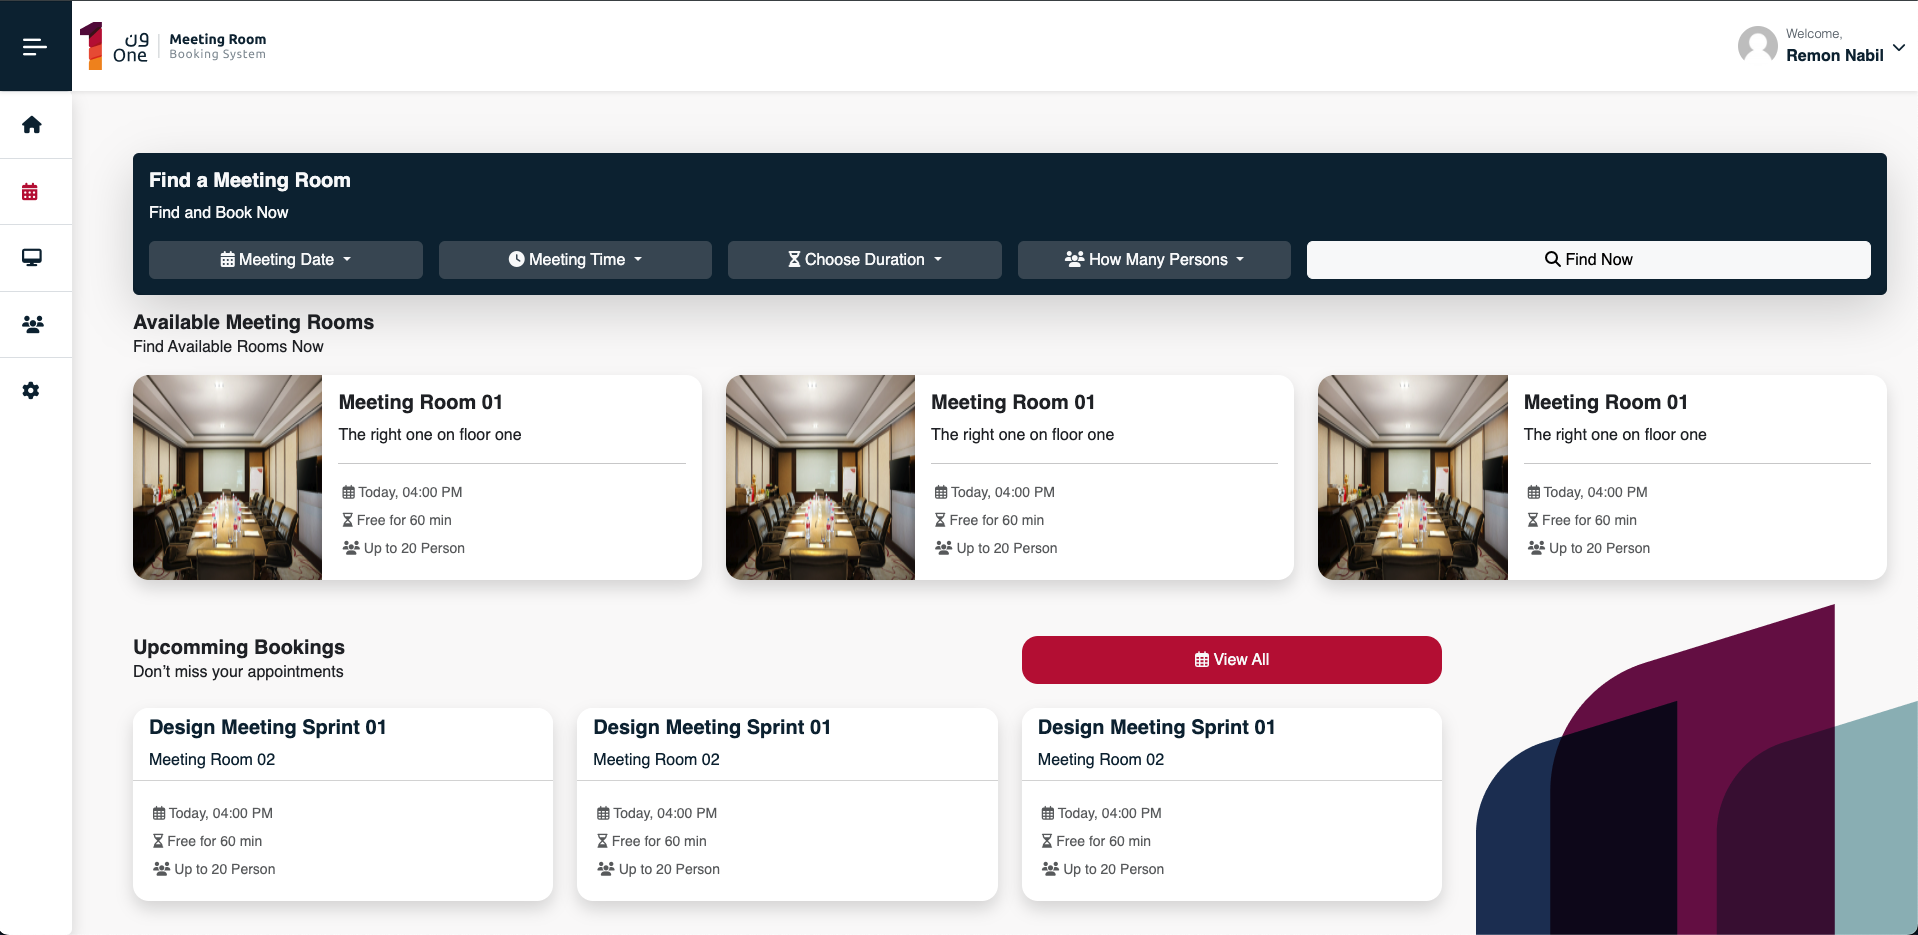 ون
One
Meeting Room
Booking System
Welcome,
Remon Nabil
Find a Meeting Room
Find and Book Now
Meeting Date
Meeting Time
Choose Duration
How Many Persons
Find Now
Available Meeting Rooms
Find Available Rooms Now
Meeting Room 01
The right one on floor one
Today, 04:00 PM
Free for 60 min
Up to 20 Person
Meeting Room 01
The right one on floor one
Today, 04:00 PM
Free for 60 min
Up to 20 Person
Meeting Room 01
The right one on floor one
Today, 04:00 PM
Free for 60 min
Up to 20 Person
Upcomming Bookings
Don’t miss your appointments
View All
Design Meeting Sprint 01
Meeting Room 02
Today, 04:00 PM
Free for 60 min
Up to 20 Person
Design Meeting Sprint 01
Meeting Room 02
Today, 04:00 PM
Free for 60 min
Up to 20 Person
Design Meeting Sprint 01
Meeting Room 02
Today, 04:00 PM
Free for 60 min
Up to 20 Person